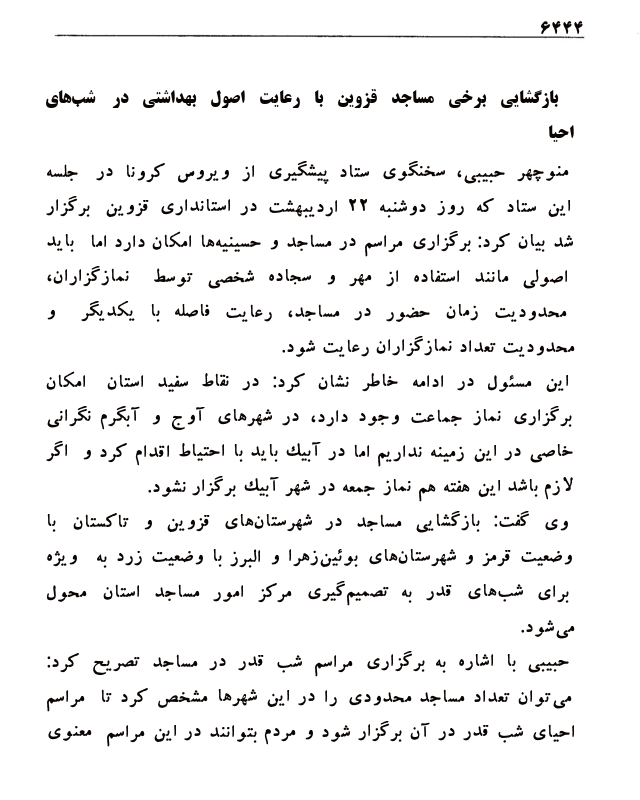 ۶۴۴۴
بازگشایی برخی مساجد قزوین با رعایت اصول بهداشتی در شب‌های
احیا
منوچهر حبیبی، سخنگوی ستاد پیشگیری از ویروس کرونا در جلسه
این ستاد که روز دوشنبه ۲۲ اردیبهشت در استانداری قزوین برگزار
شد بیان کرد: برگزاری مراسم در مساجد و حسینیه‌ها امکان دارد اما باید
اصولی مانند استفاده از مهر و سجاده شخصی توسط نمازگزاران،
محدودیت زمان حضور در مساجد، رعایت فاصله با یکدیگر و
محدودیت تعداد نمازگزاران رعایت شود.
این مسئول در ادامه خاطر نشان کرد: در نقاط سفید استان امکان
برگزاری نماز جماعت وجود دارد، در شهرهای آوج و آبگرم نگرانی
خاصی در این زمینه نداریم اما در آبیك باید با احتیاط اقدام کرد و اگر
لازم باشد این هفته هم نماز جمعه در شهر آبیك برگزار نشود.
وی گفت: بازگشایی مساجد در شهرستان‌های قزوین و تاکستان با
وضعیت قرمز و شهرستان‌های بوئین‌زهرا و البرز با وضعیت زرد به ویژه
برای شب‌های قدر به تصمیم‌گیری مرکز امور مساجد استان محول
می‌شود.
حبیبی با اشاره به برگزاری مراسم شب قدر در مساجد تصریح کرد:
می‌توان تعداد مساجد محدودی را در این شهرها مشخص کرد تا مراسم
احیای شب قدر در آن برگزار شود و مردم بتوانند در این مراسم معنوی